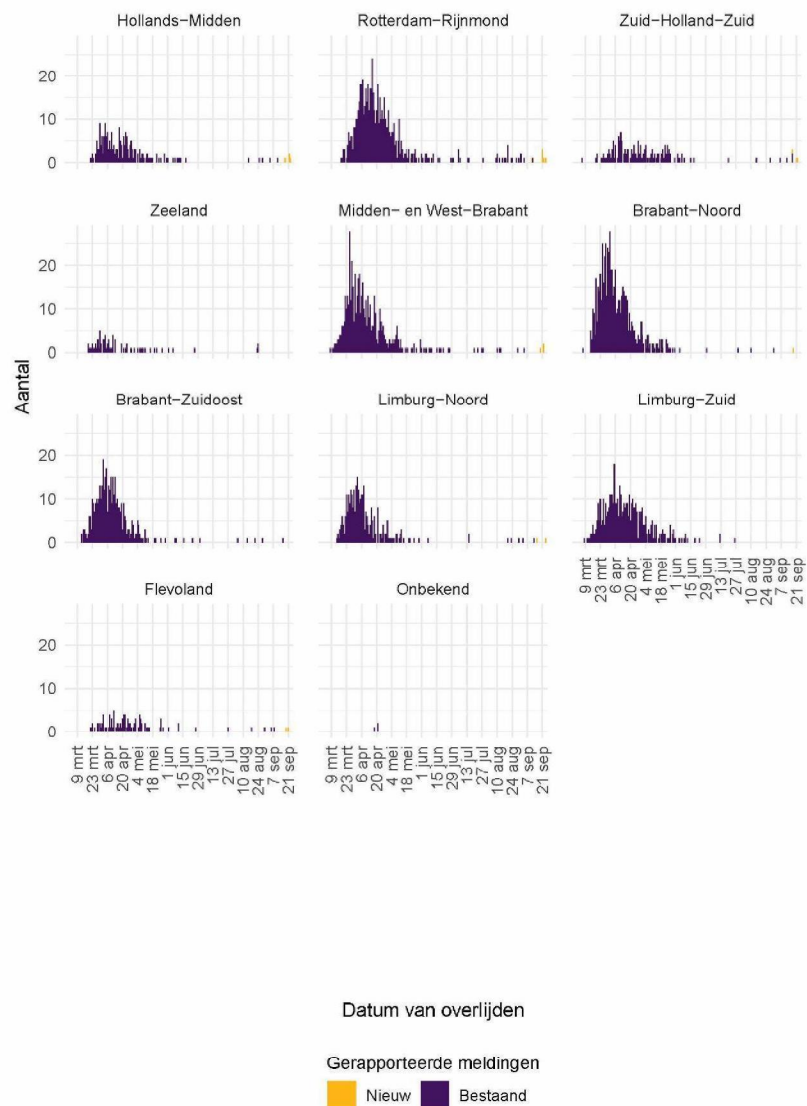 Hollands−Midden Rotterdam−Rijnmond Zuid−Holland−Zuid
20
10
0
Zeeland Midden− en West−Brabant Brabant−Noord
20
10
0
Aantal
Brabant−Zuidoost Limburg−Noord Limburg−Zuid
20
10
0
9 mrt 23 mrt 6 apr 20 apr 4 mei 18 mei 1 jun 15 jun 29 jun 13 jul 27 jul 10 aug 24 aug 7 sep 21 sep
Flevoland Onbekend
20
10
0
9 mrt 23 mrt 6 apr 20 apr 4 mei 18 mei 1 jun 15 jun 29 jun 13 jul 27 jul 10 aug 24 aug 7 sep 21 sep
9 mrt 23 mrt 6 apr 20 apr 4 mei 18 mei 1 jun 15 jun 29 jun 13 jul 27 jul 10 aug 24 aug 7 sep 21 sep
Datum van overlijden
Gerapporteerde meldingen
Nieuw Bestaand